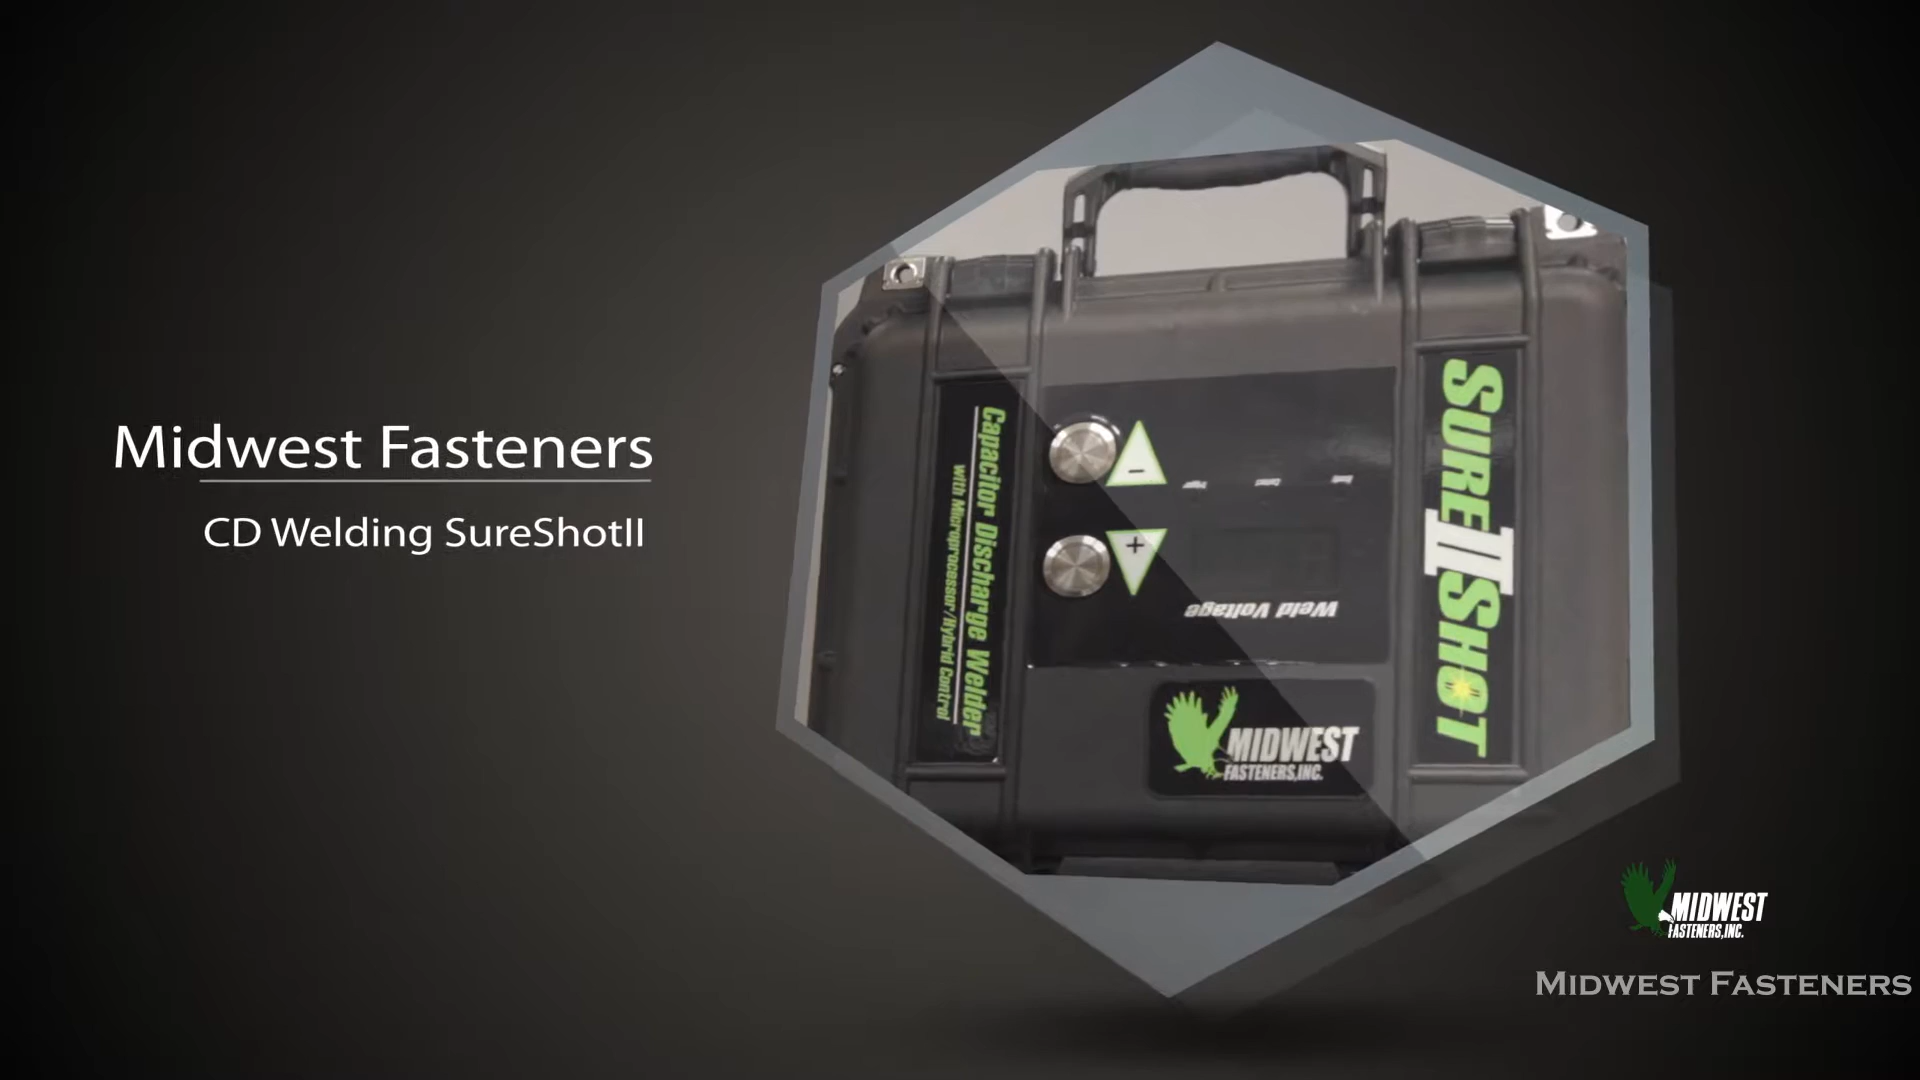 Midwest Fasteners
CD Welding SureShotII
Capacitor Discharge Welder
with Microprocessor/Hybrid Control
-
+
Weld Voltage
SURE II SHOT
MIDWEST
FASTENERS, INC.
MIDWEST
FASTENERS, INC.
MIDWEST FASTENERS